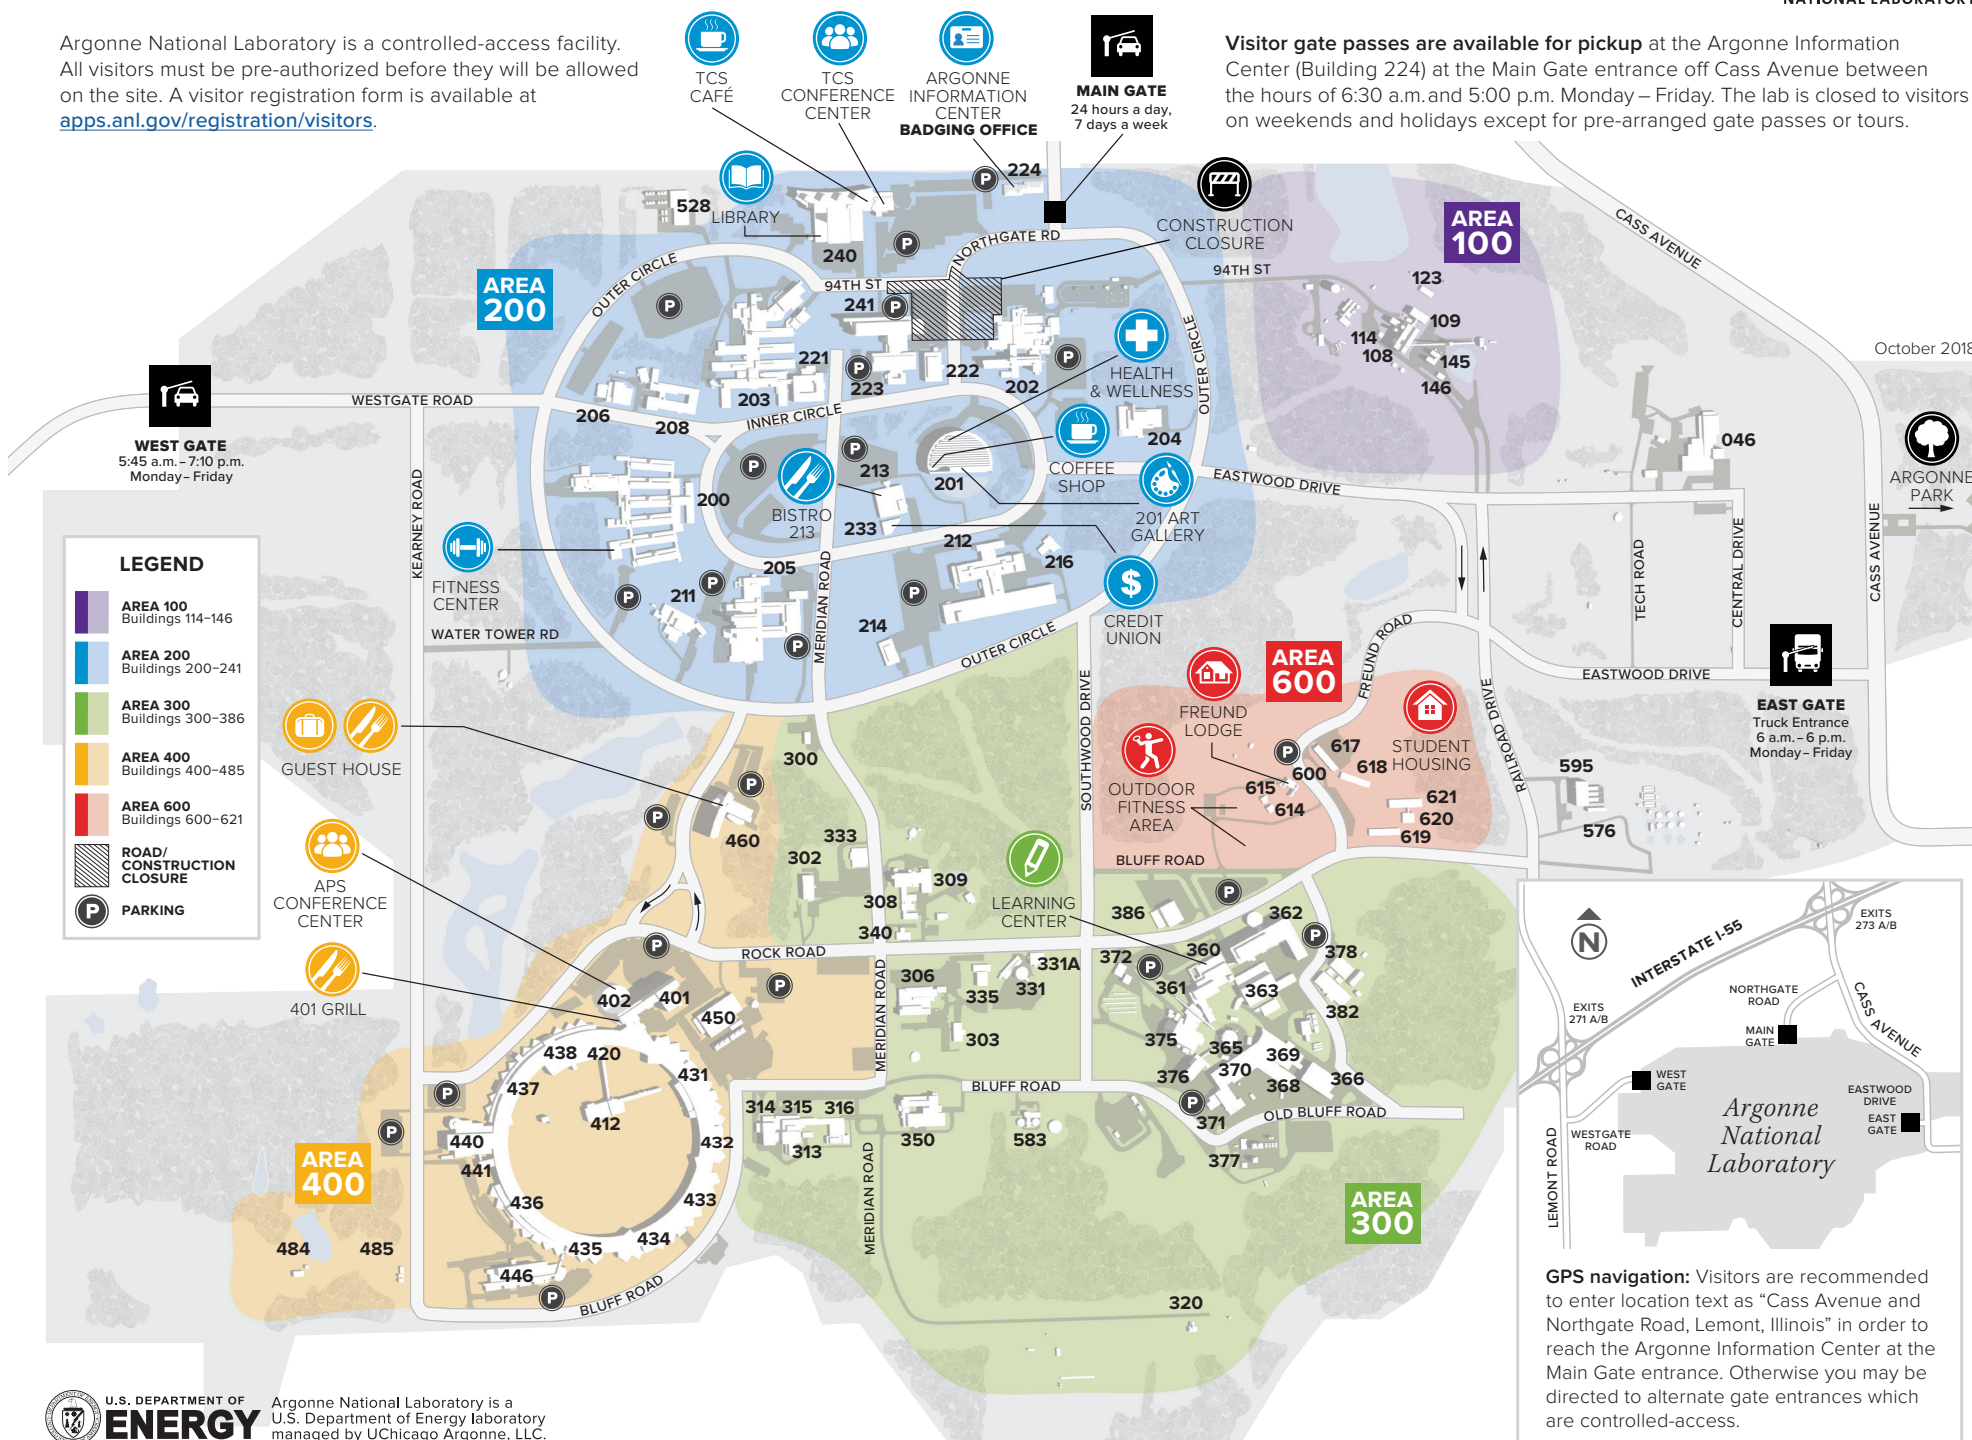 NATIONAL LABORATORY
Argonne National Laboratory is a controlled-access facility.
All visitors must be pre-authorized before they will be allowed
on the site. A visitor registration form is available at
apps.anl.gov/registration/visitors.
TCS
CAFÉ
TCS
CONFERENCE
CENTER
ARGONNE
INFORMATION
CENTER
BADGING OFFICE
MAIN GATE
24 hours a day,
7 days a week
Visitor gate passes are available for pickup at the Argonne Information
Center (Building 224) at the Main Gate entrance off Cass Avenue between
the hours of 6:30 a.m. and 5:00 p.m. Monday – Friday. The lab is closed to visitors
on weekends and holidays except for pre-arranged gate passes or tours.
P
224
528
LIBRARY
240
P
NORTHGATE RD
CONSTRUCTION
CLOSURE
AREA
100
CASS AVENUE
AREA
200
OUTER CIRCLE
P
94TH ST
241
P
94TH ST
123
109
114
108
145
146
OUTER CIRCLE
October 2018
221
P
223
222
202
P
HEALTH
& WELLNESS
WEST GATE
5:45 a.m. – 7:10 p.m.
Monday – Friday
WESTGATE ROAD
206
208
203
INNER CIRCLE
204
046
ARGONNE
PARK
KEARNEY ROAD
200
P
P
213
201
COFFEE
SHOP
EASTWOOD DRIVE
BISTRO
213
233
212
201 ART
GALLERY
216
TECH ROAD
CENTRAL DRIVE
CASS AVENUE
FITNESS
CENTER
205
P
211
P
MERIDIAN ROAD
P
214
P
$
CREDIT
UNION
WATER TOWER RD
OUTER CIRCLE
LEGEND
AREA 100
Buildings 114–146
AREA 200
Buildings 200–241
AREA 300
Buildings 300–386
AREA 400
Buildings 400–485
AREA 600
Buildings 600–621
ROAD/
CONSTRUCTION
CLOSURE
P
PARKING
AREA
600
FREUND ROAD
SOUTHWOOD DRIVE
RAILROAD DRIVE
EASTWOOD DRIVE
EAST GATE
Truck Entrance
6 a.m. – 6 p.m.
Monday – Friday
FREUND
LODGE
STUDENT
HOUSING
P
617
618
600
615
614
621
620
619
OUTDOOR
FITNESS
AREA
BLUFF ROAD
595
576
GUEST HOUSE
300
P
P
460
333
302
309
308
340
LEARNING
CENTER
386
P
362
360
P
378
APS
CONFERENCE
CENTER
401 GRILL
P
ROCK ROAD
P
402
401
450
MERIDIAN ROAD
306
335
331A
331
303
372
P
361
363
382
375
365
369
370
376
368
366
P
371
OLD BLUFF ROAD
377
438
420
431
437
412
P
P
440
441
432
436
433
434
435
446
P
BLUFF ROAD
AREA
400
484
485
314
315
316
313
350
MERIDIAN ROAD
BLUFF ROAD
583
320
AREA
300
N
INTERSTATE I-55
EXITS
273 A/B
EXITS
271 A/B
NORTHGATE
ROAD
MAIN
GATE
CASS AVENUE
WEST
GATE
WESTGATE
ROAD
LEMONT ROAD
EASTWOOD
DRIVE
EAST
GATE
Argonne
National
Laboratory
GPS navigation: Visitors are recommended
to enter location text as “Cass Avenue and
Northgate Road, Lemont, Illinois” in order to
reach the Argonne Information Center at the
Main Gate entrance. Otherwise you may be
directed to alternate gate entrances which
are controlled-access.
U.S. DEPARTMENT OF
ENERGY
Argonne National Laboratory is a
U.S. Department of Energy laboratory
managed by UChicago Argonne, LLC.